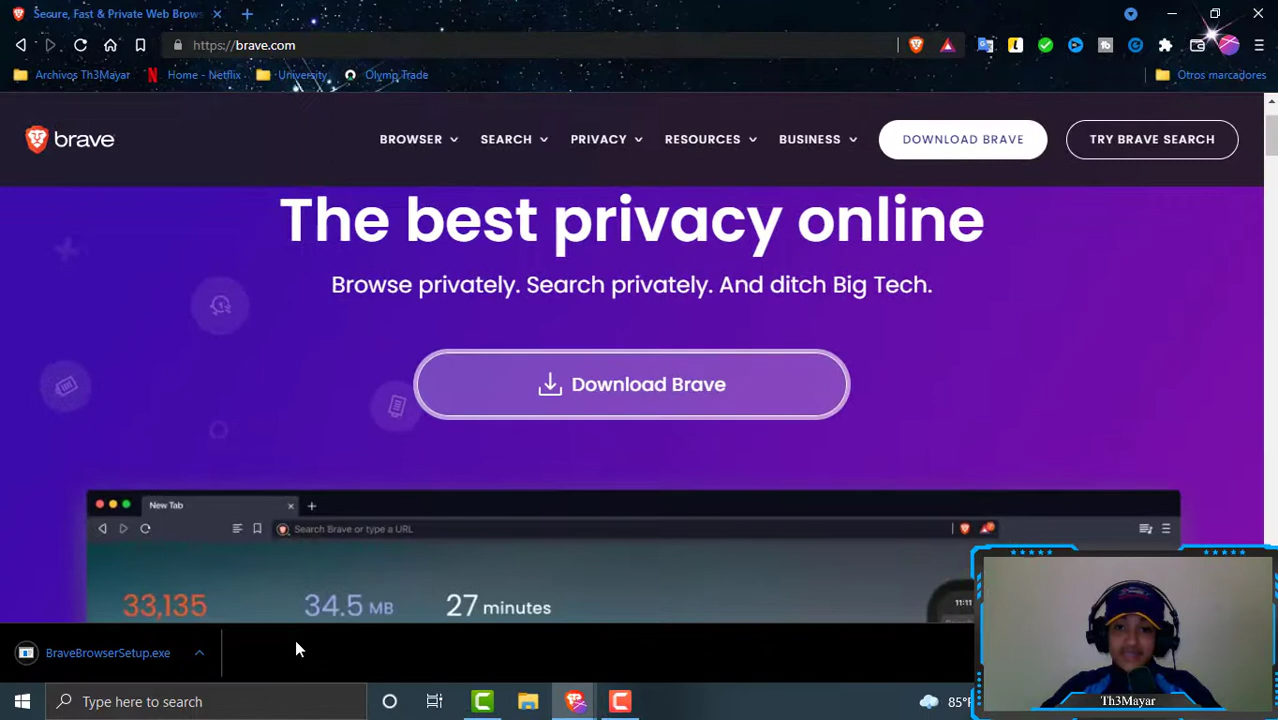 Secure, Fast & Private Web Brows
https://brave.com
Archivos Th3Mayar
Home - Netflix
University
Olymp Trade
Otros marcadores
brave
BROWSER
SEARCH
PRIVACY
RESOURCES
BUSINESS
DOWNLOAD BRAVE
TRY BRAVE SEARCH
The best privacy online
Browse privately. Search privately. And ditch Big Tech.
Download Brave
New Tab
Search Brave or type a URL
33,135
34.5 MB
27 minutes
11:11
BraveBrowserSetup.exe
Type here to search
85°F
Th3Mayar